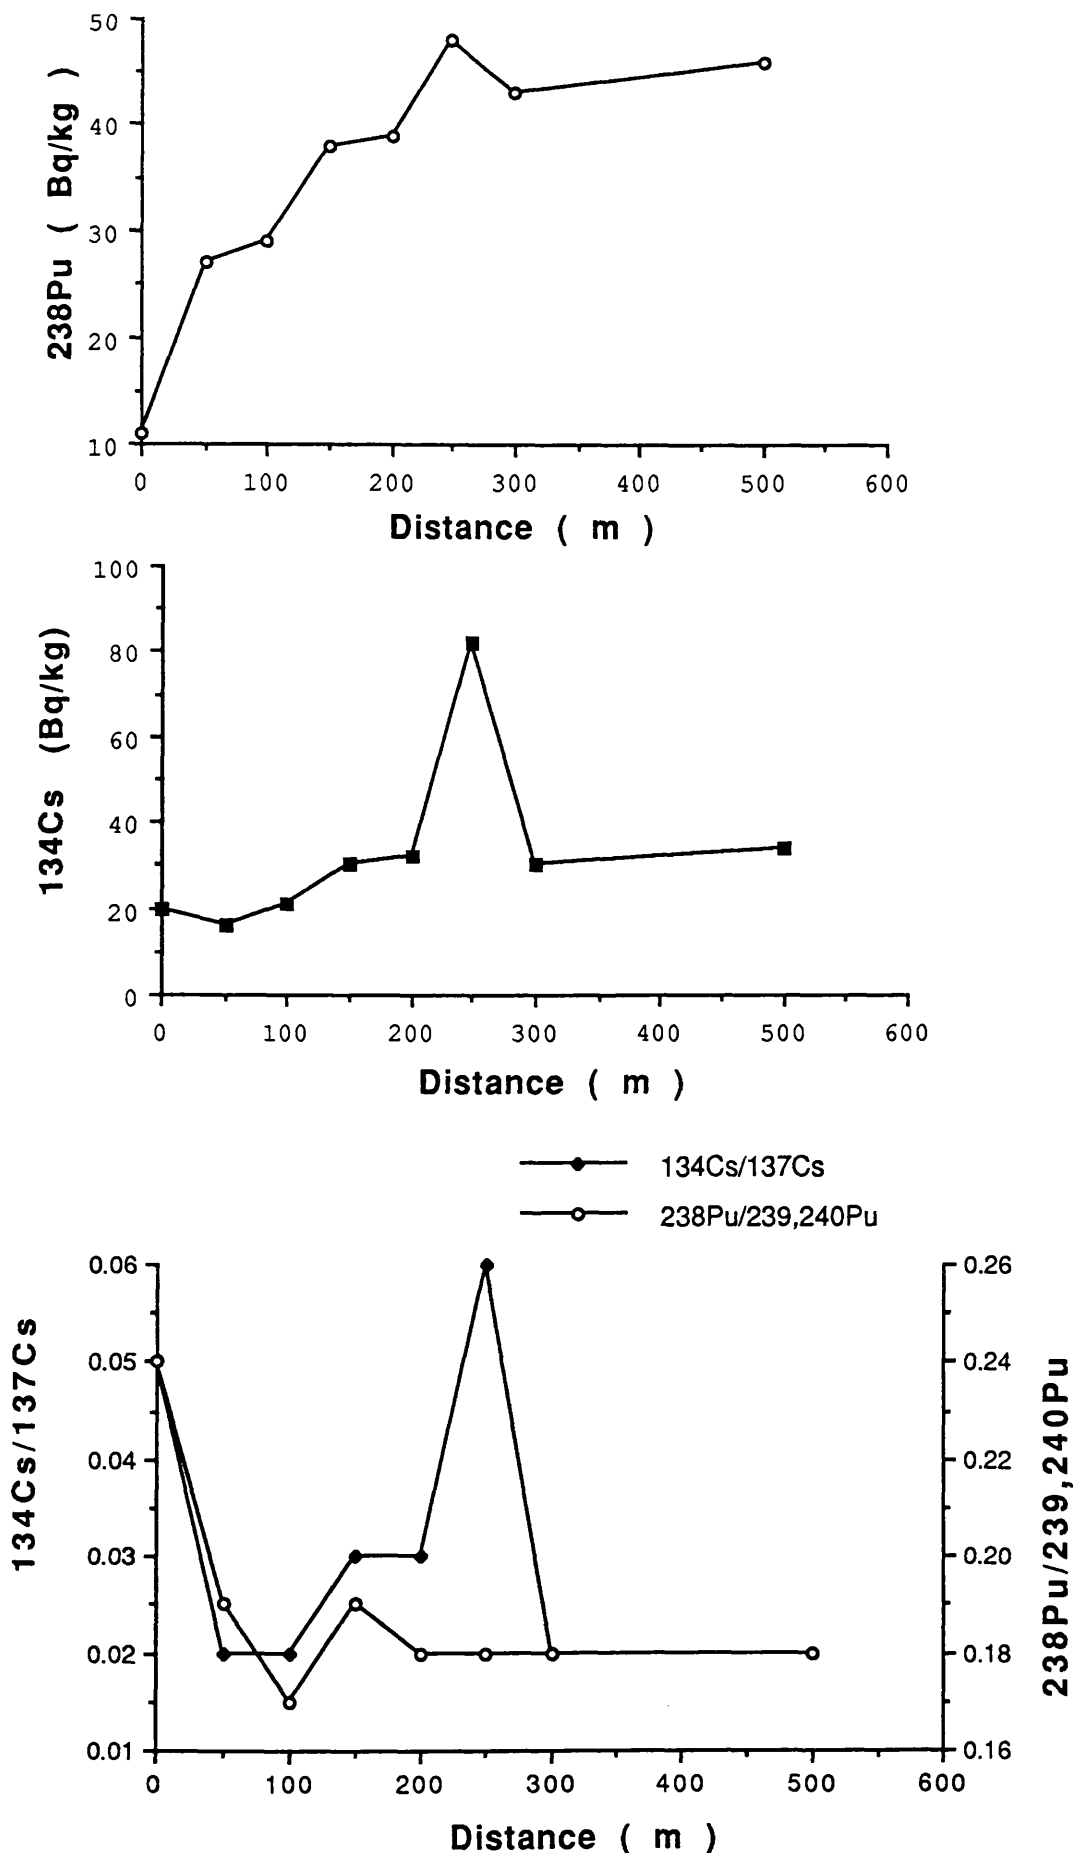 50
40
30
20
10
238Pu ( Bq/kg )
0 100 200 300 400 500 600
Distance ( m )
100
80
60
40
20
0
134Cs (Bq/kg)
0 100 200 300 400 500 600
Distance ( m )
134Cs/137Cs
238Pu/239,240Pu
0.06
0.05
0.04
0.03
0.02
0.01
134Cs/137Cs
0.26
0.24
0.22
0.20
0.18
0.16
238Pu/239,240Pu
0 100 200 300 400 500 600
Distance ( m )